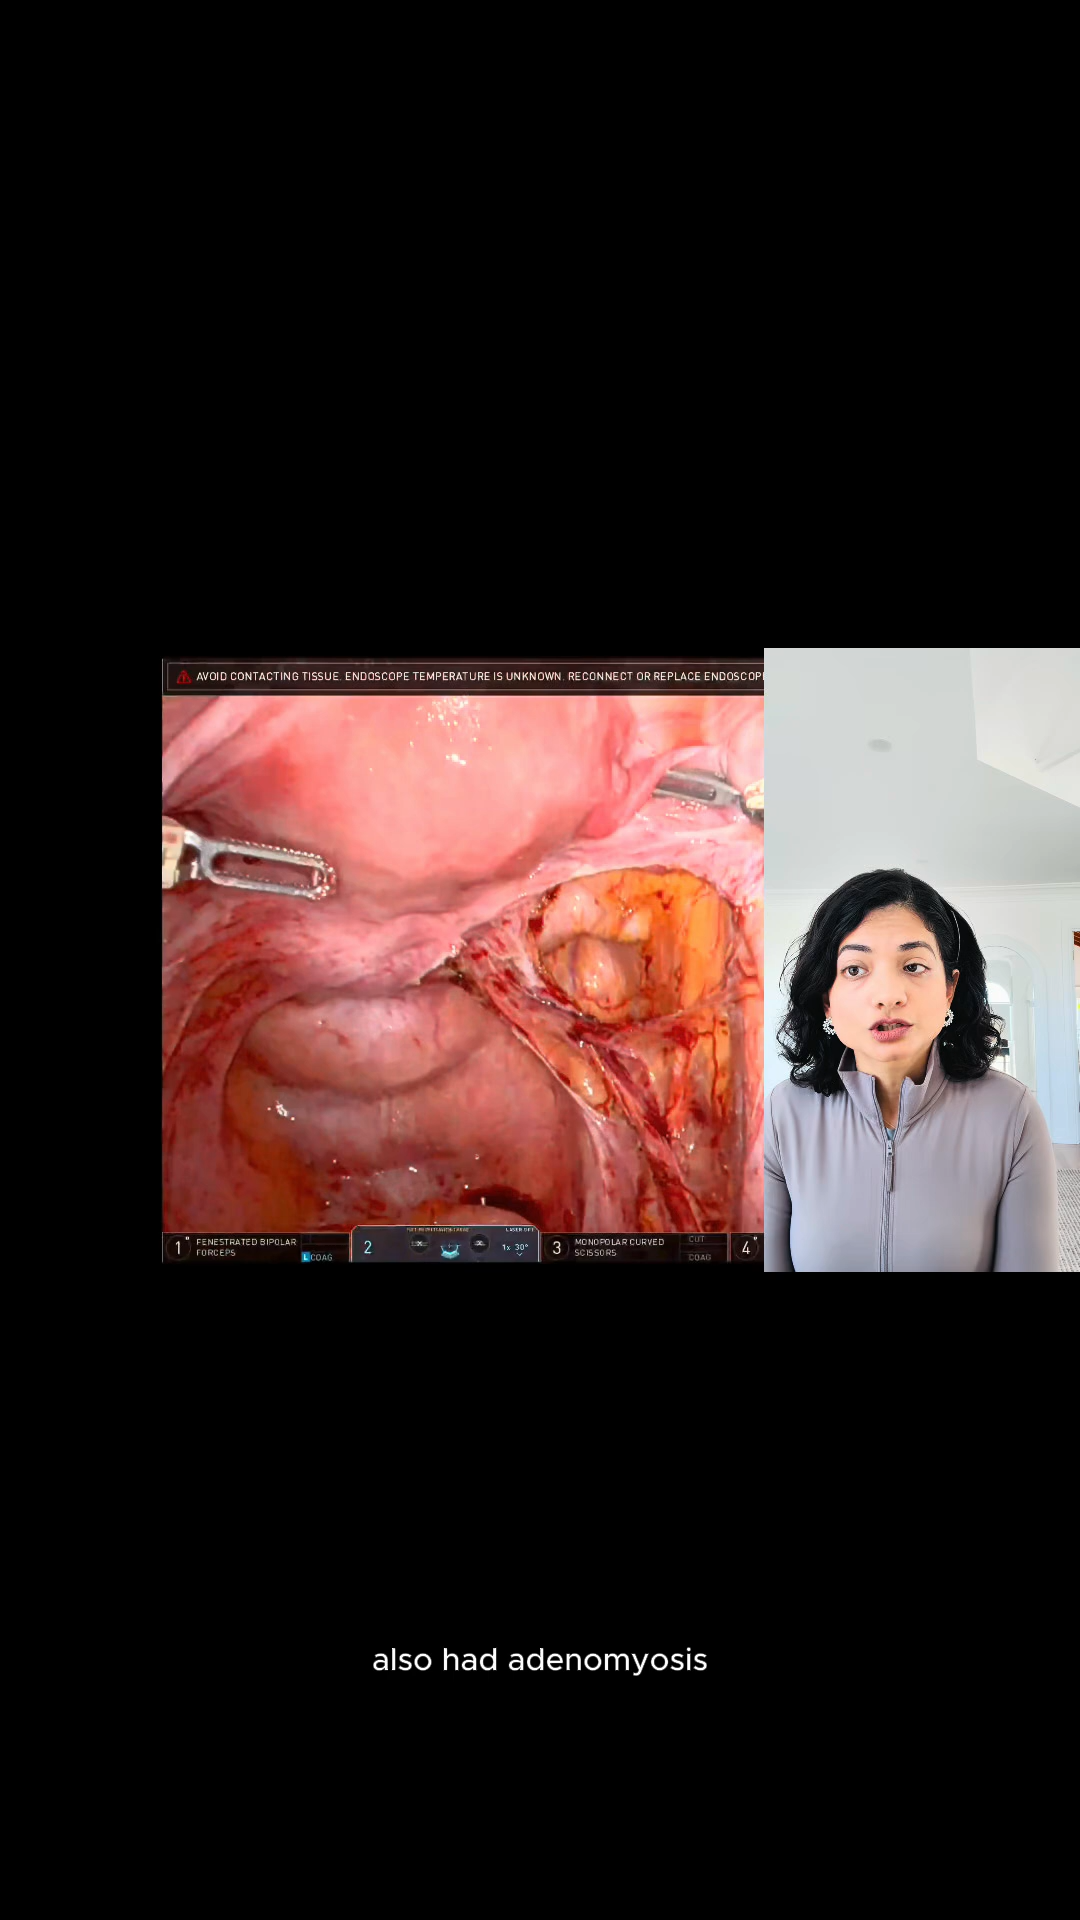 AVOID CONTACTING TISSUE. ENDOSCOPE TEMPERATURE IS UNKNOWN. RECONNECT OR REPLACE ENDOSCOP
1
FENESTRATED BIPOLAR
FORCEPS
L COAG
2
1x 30°
3
MONOPOLAR CURVED
SCISSORS
CUT
COAG
4
also had adenomyosis